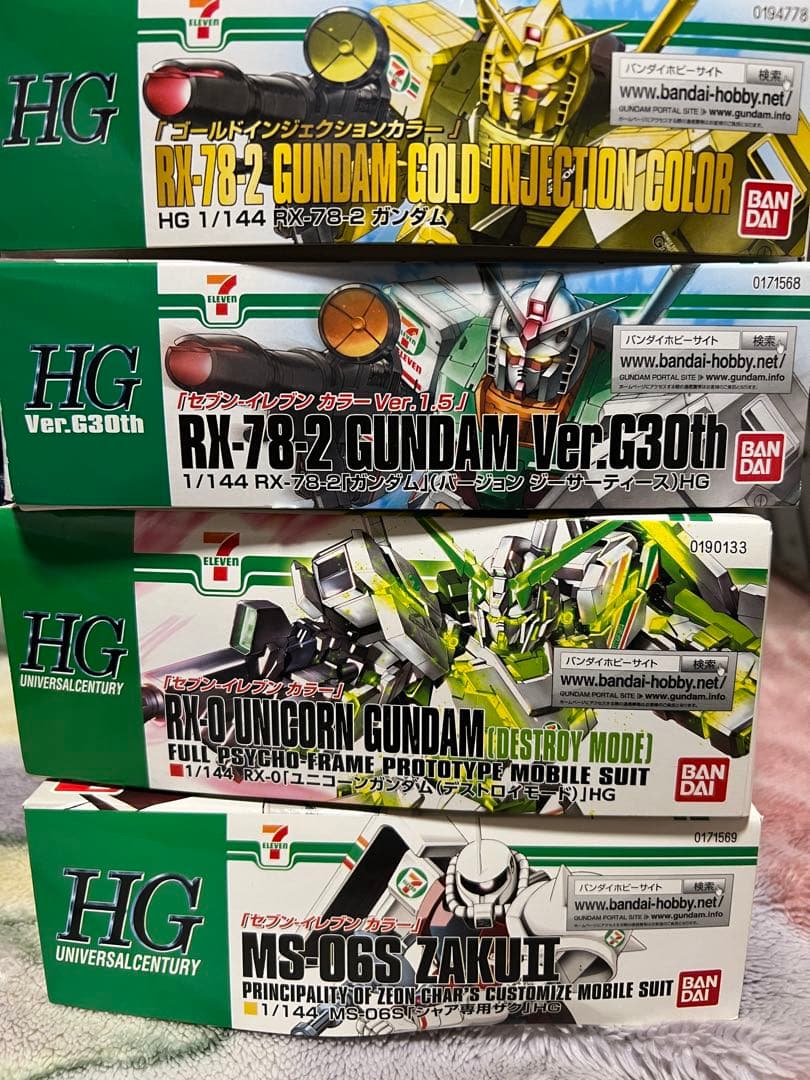 0194778
HG
バンダイホビーサイト 検索
www.bandai-hobby.net/
GUNDAM PORTAL SITE ▷ www.gundam.info
「ゴールドインジェクションカラー」
RX-78-2 GUNDAM GOLD INJECTION COLOR
HG 1/144 RX-78-2 ガンダム
BAN
DAI
7
ELEVEN
0171568
HG
Ver.G30th
バンダイホビーサイト 検索
www.bandai-hobby.net/
GUNDAM PORTAL SITE ▷ www.gundam.info
「セブン-イレブン カラー Ver.1.5」
RX-78-2 GUNDAM Ver.G30th
1/144 RX-78-2「ガンダム」(バージョン ジーサーティース)HG
BAN
DAI
7
ELEVEN
0190133
HG
UNIVERSALCENTURY
バンダイホビーサイト 検索
www.bandai-hobby.net/
GUNDAM PORTAL SITE ▷ www.gundam.info
「セブン-イレブン カラー」
RX-0 UNICORN GUNDAM [DESTROY MODE]
FULL PSYCHO-FRAME PROTOTYPE MOBILE SUIT
1/144 RX-0「ユニコーンガンダム(デストロイモード)」HG
BAN
DAI
7
ELEVEN
0171569
HG
UNIVERSALCENTURY
バンダイホビーサイト 検索
www.bandai-hobby.net/
GUNDAM PORTAL SITE ▷ www.gundam.info
「セブン-イレブン カラー」
MS-06S ZAKUII
PRINCIPALITY OF ZEON CHAR'S CUSTOMIZE MOBILE SUIT
1/144 MS-06S「シャア専用ザク」HG
BAN
DAI